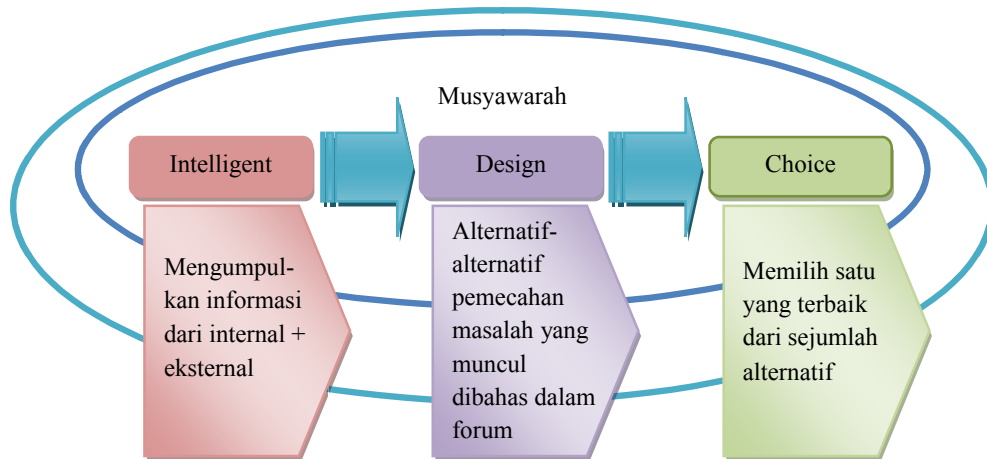 Musyawarah
Intelligent
Design
Choice
Mengumpul-
kan informasi
dari internal +
eksternal
Alternatif-
alternatif
pemecahan
masalah yang
muncul
dibahas dalam
forum
Memilih satu
yang terbaik
dari sejumlah
alternatif